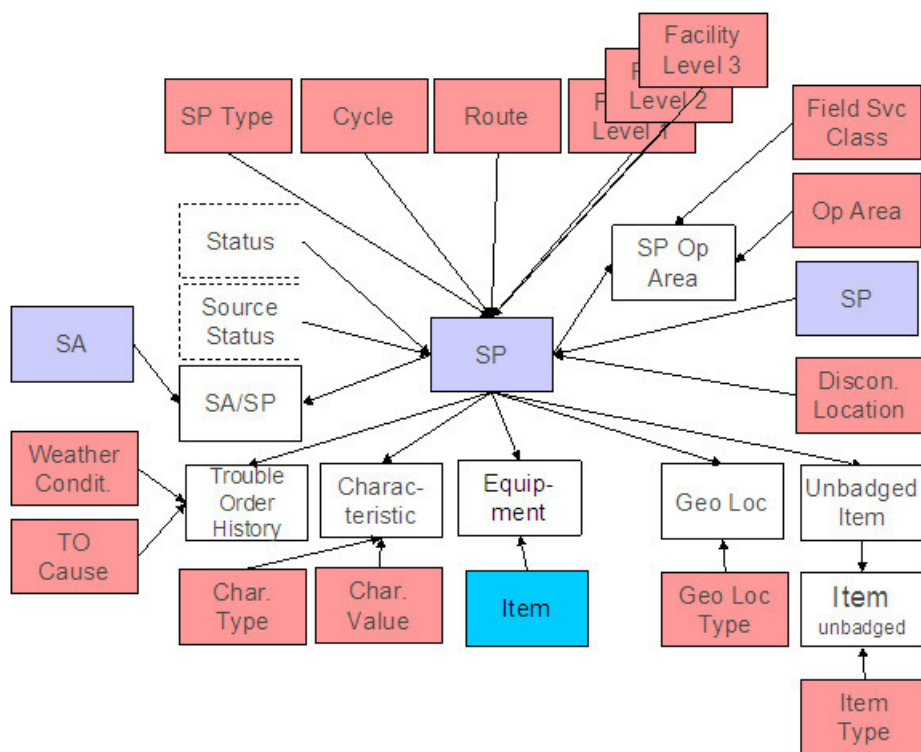 Facility
Level 3
F
Level 2
F
Level 1
SP Type
Cycle
Route
Field Svc
Class
Op Area
Status
SP Op
Area
Source
Status
SP
SA
SP
SA/SP
Discon.
Location
Weather
Condit.
Trouble
Order
History
Charac-
teristic
Equip-
ment
Geo Loc
Unbadged
Item
TO
Cause
Char.
Type
Char.
Value
Item
Geo Loc
Type
Item
unbadged
Item
Type